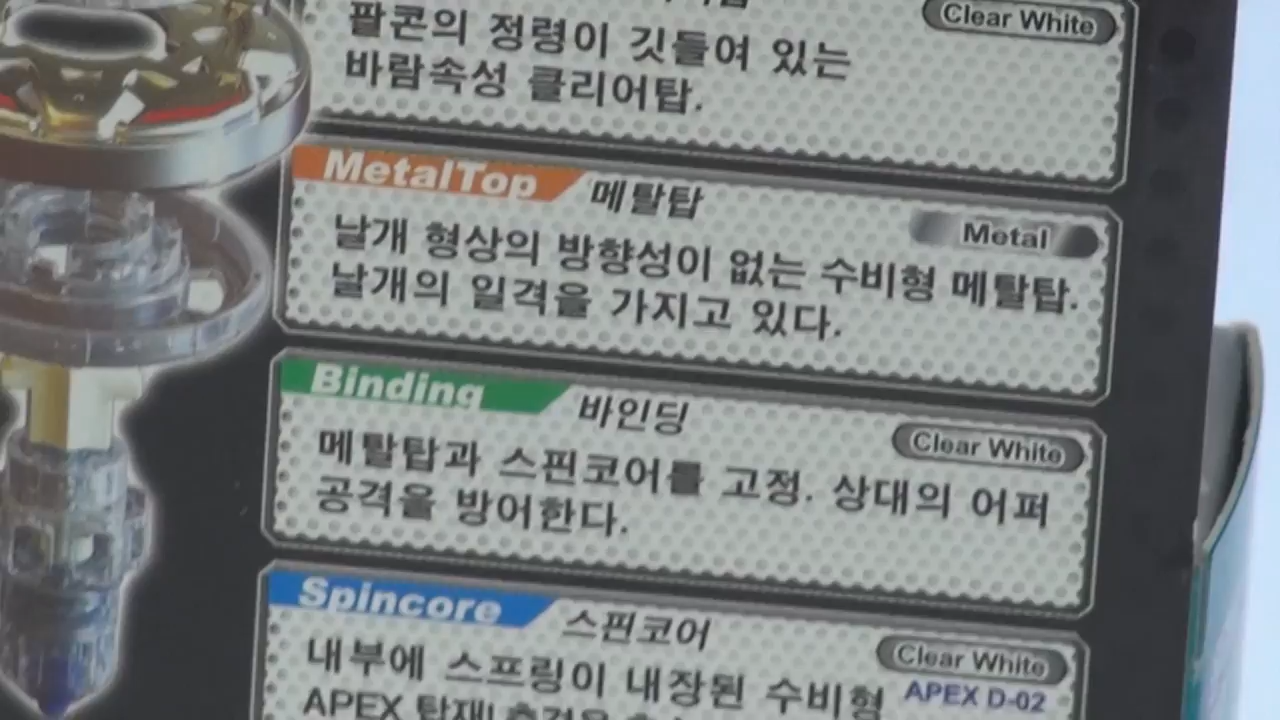 Clear White
팔콘의 정령이 깃들여 있는
바람속성 클리어탑.
MetalTop 메탈탑
Metal
날개 형상의 방향성이 없는 수비형 메탈탑.
날개의 일격을 가지고 있다.
Binding 바인딩
Clear White
메탈탑과 스핀코어를 고정. 상대의 어퍼
공격을 방어한다.
Spincore 스핀코어
Clear White
내부에 스프링이 내장된 수비형 APEX D-02
APEX 탑재!